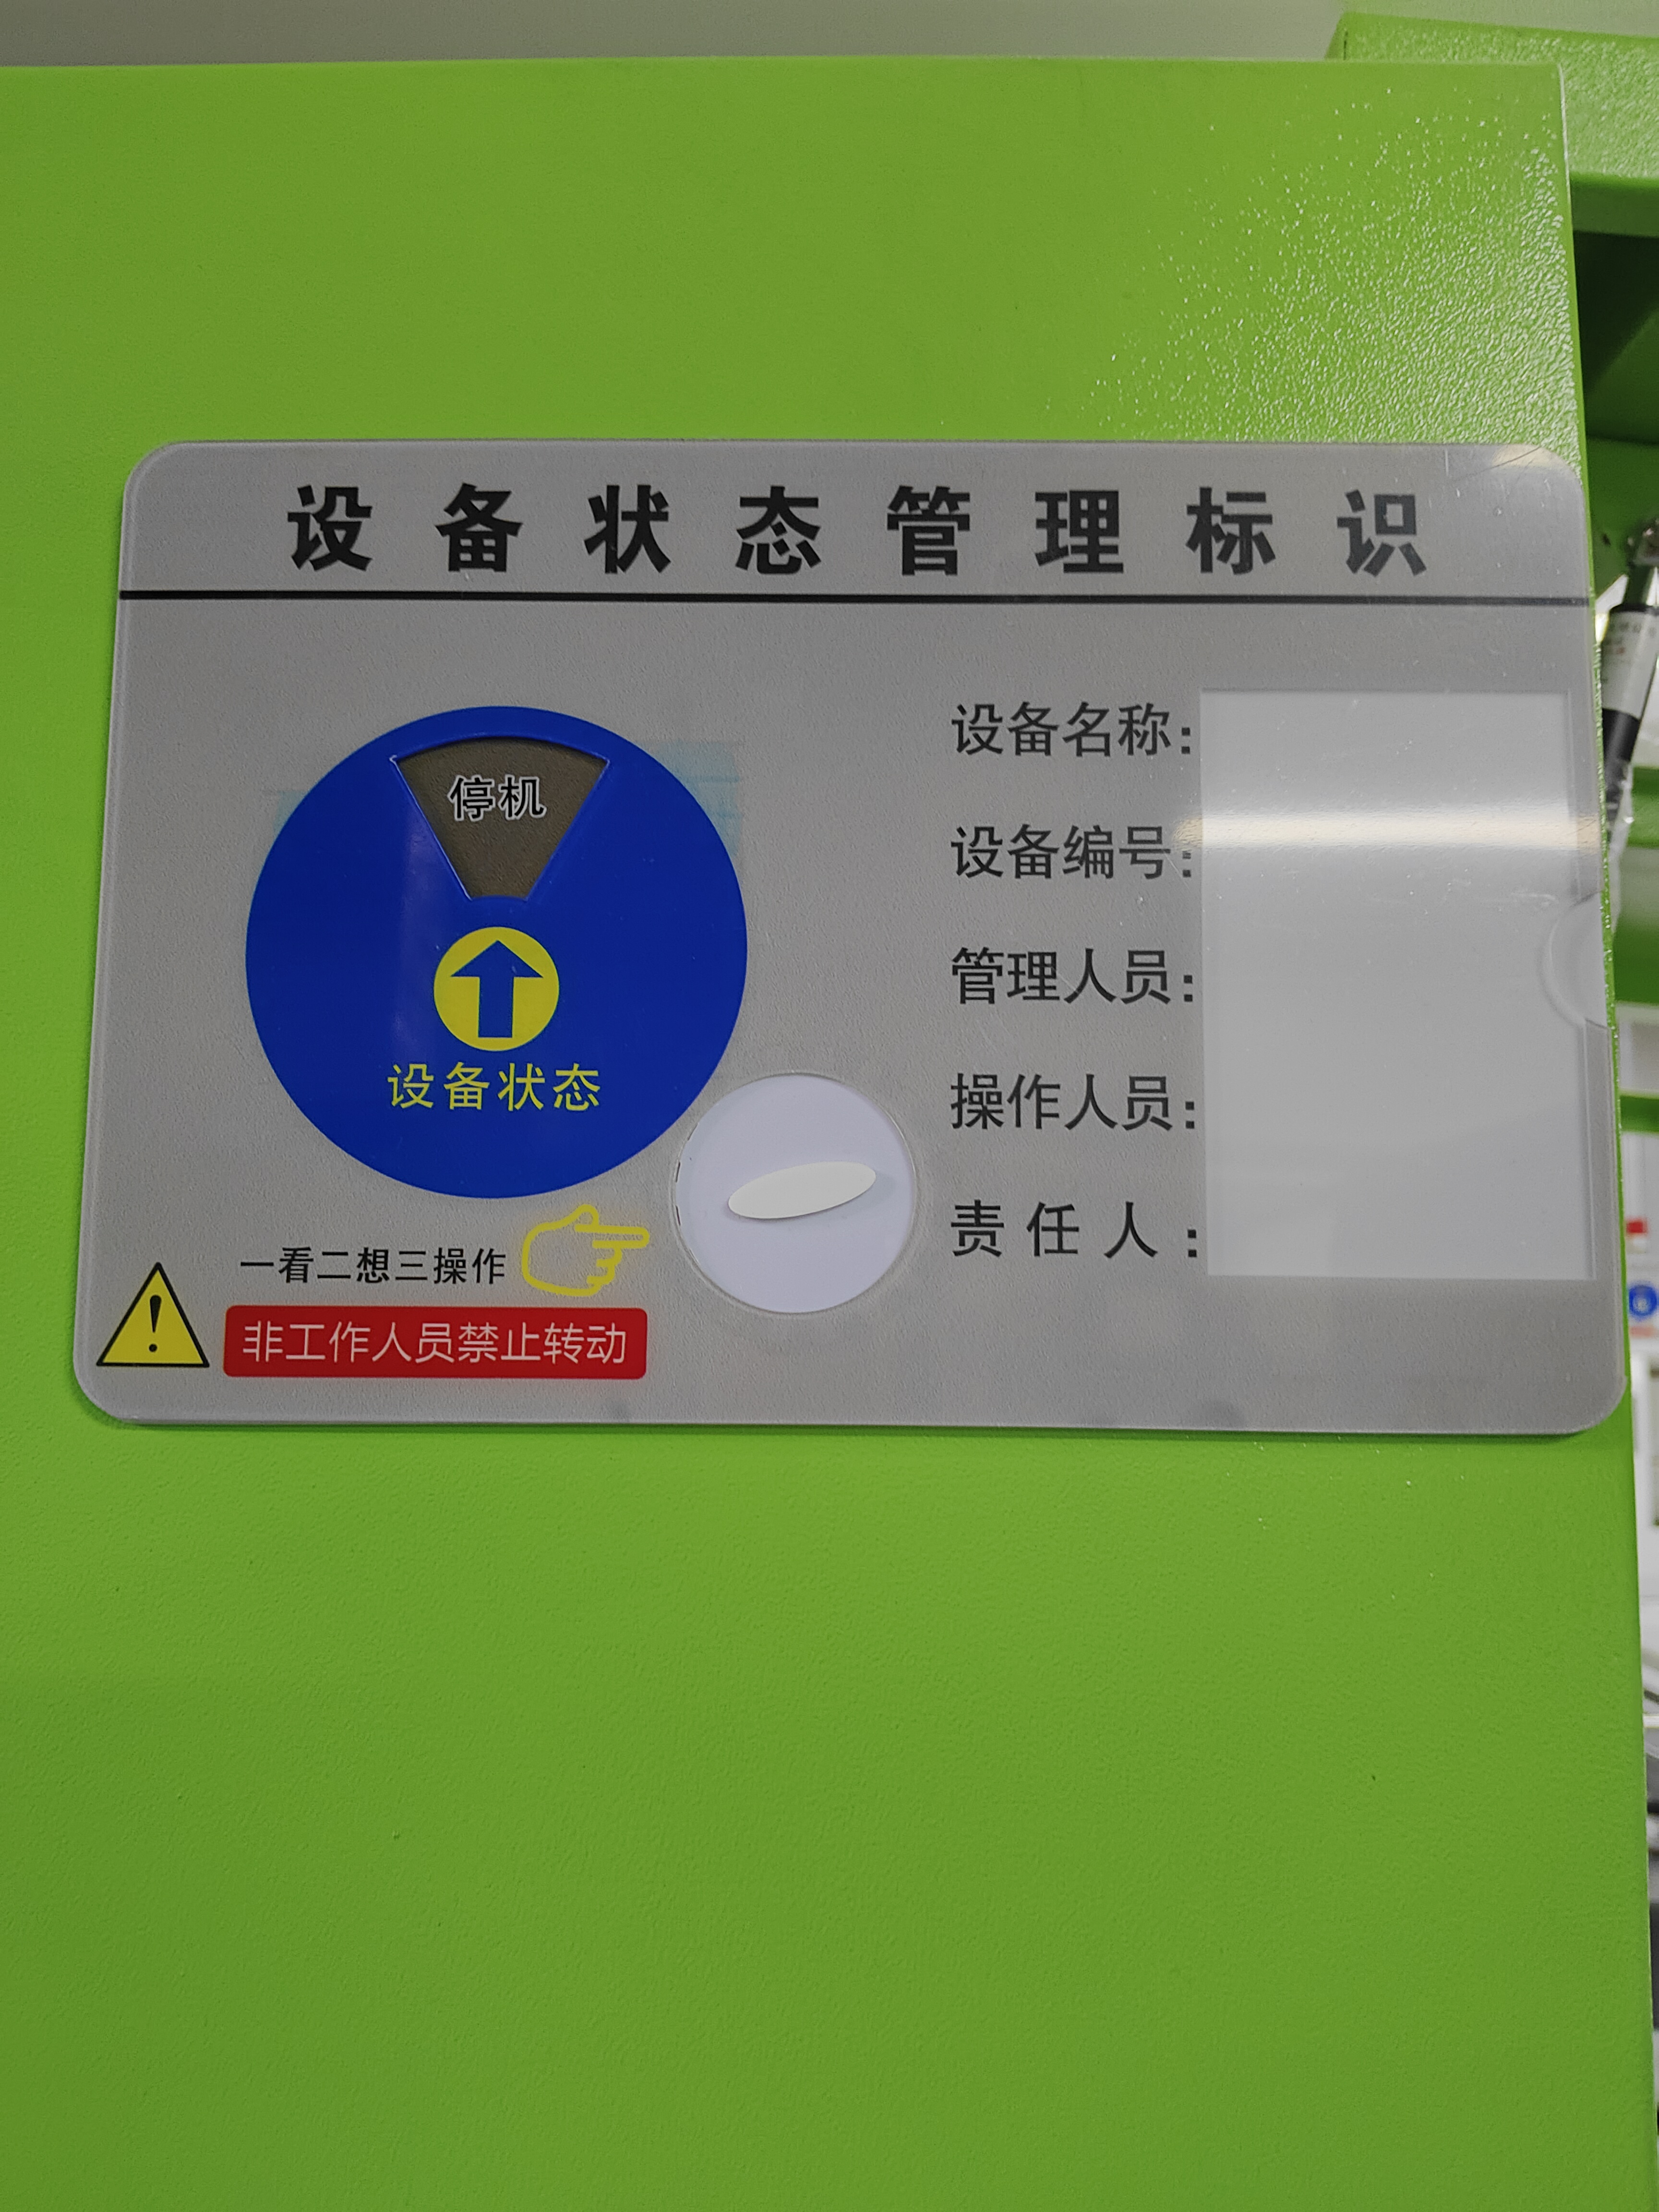 设备状态管理标识
停机
设备状态
一看二想三操作
非工作人员禁止转动
设备名称:
设备编号:
管理人员:
操作人员:
责任人: